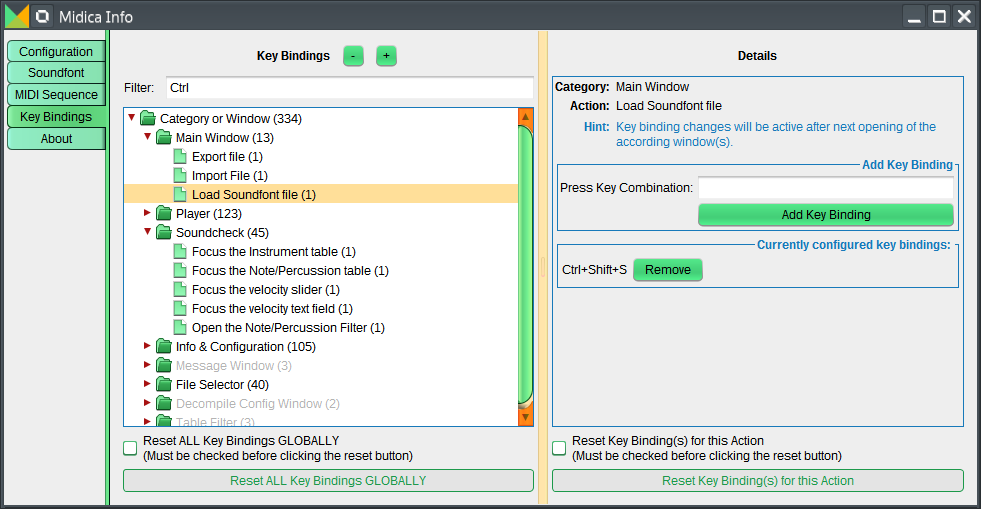 Midica Info
Configuration
Soundfont
MIDI Sequence
Key Bindings
About
Key Bindings - +
Filter: Ctrl
Category or Window (334)
Main Window (13)
Export file (1)
Import File (1)
Load Soundfont file (1)
Player (123)
Soundcheck (45)
Focus the Instrument table (1)
Focus the Note/Percussion table (1)
Focus the velocity slider (1)
Focus the velocity text field (1)
Open the Note/Percussion Filter (1)
Info & Configuration (105)
Message Window (3)
File Selector (40)
Decompile Config Window (2)
Table Filter (3)
Reset ALL Key Bindings GLOBALLY
(Must be checked before clicking the reset button)
Reset ALL Key Bindings GLOBALLY
Details
Category: Main Window
Action: Load Soundfont file
Hint: Key binding changes will be active after next opening of the
according window(s).
Add Key Binding
Press Key Combination:
Add Key Binding
Currently configured key bindings:
Ctrl+Shift+S Remove
Reset Key Binding(s) for this Action
(Must be checked before clicking the reset button)
Reset Key Binding(s) for this Action